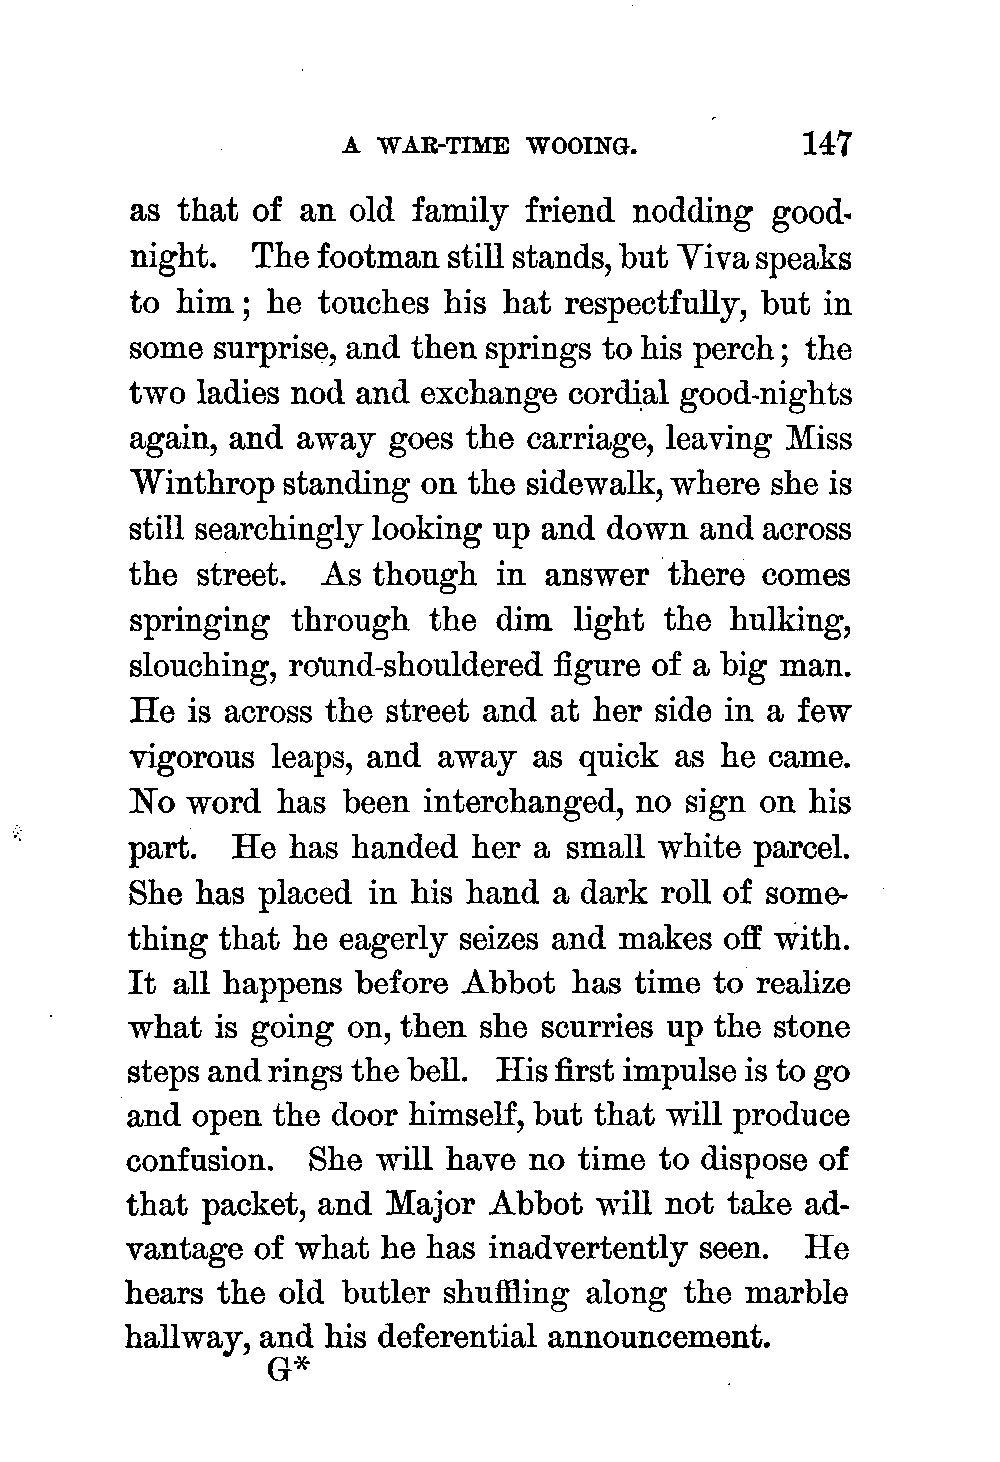 A WAR-TIME WOOING. 147
as that of an old family friend nodding good-
night. The footman still stands, but Viva speaks
to him; he touches his hat respectfully, but in
some surprise, and then springs to his perch; the
two ladies nod and exchange cordial good-nights
again, and away goes the carriage, leaving Miss
Winthrop standing on the sidewalk, where she is
still searchingly looking up and down and across
the street. As though in answer there comes
springing through the dim light the hulking,
slouching, round-shouldered figure of a big man.
He is across the street and at her side in a few
vigorous leaps, and away as quick as he came.
No word has been interchanged, no sign on his
part. He has handed her a small white parcel.
She has placed in his hand a dark roll of some-
thing that he eagerly seizes and makes off with.
It all happens before Abbot has time to realize
what is going on, then she scurries up the stone
steps and rings the bell. His first impulse is to go
and open the door himself, but that will produce
confusion. She will have no time to dispose of
that packet, and Major Abbot will not take ad-
vantage of what he has inadvertently seen. He
hears the old butler shuffling along the marble
hallway, and his deferential announcement.
G*